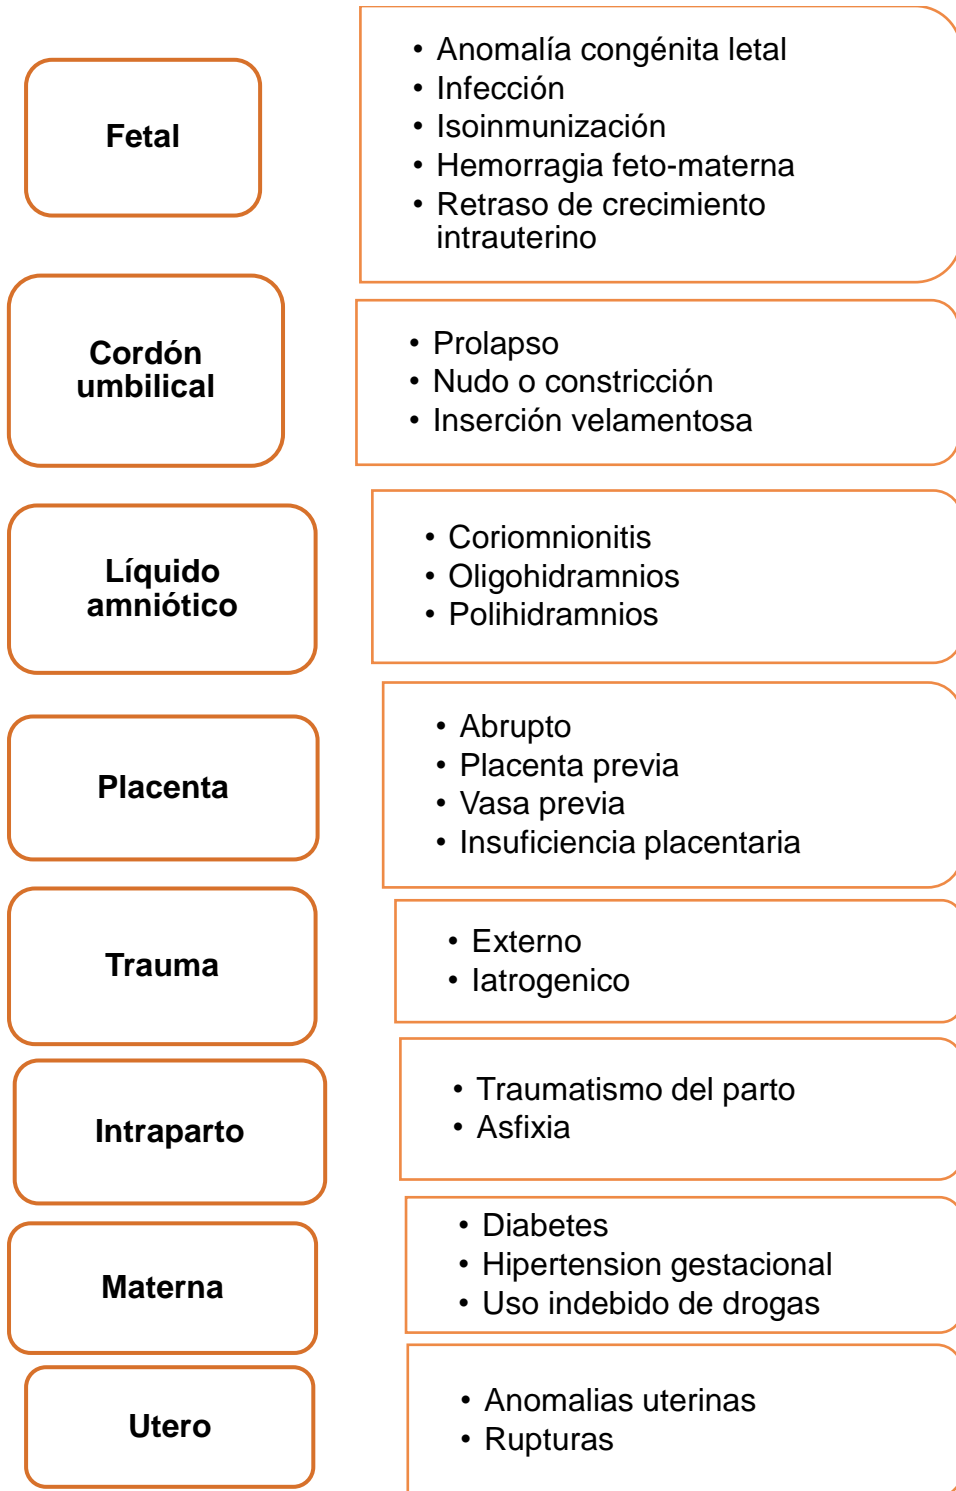 Fetal
• Anomalía congénita letal
• Infección
• Isoinmunización
• Hemorragia feto-materna
• Retraso de crecimiento
intrauterino
Cordón
umbilical
• Prolapso
• Nudo o constricción
• Inserción velamentosa
Líquido
amniótico
• Coriomnionitis
• Oligohidramnios
• Polihidramnios
Placenta
• Abrupto
• Placenta previa
• Vasa previa
• Insuficiencia placentaria
Trauma
• Externo
• Iatrogenico
Intraparto
• Traumatismo del parto
• Asfixia
Materna
• Diabetes
• Hipertension gestacional
• Uso indebido de drogas
Utero
• Anomalias uterinas
• Rupturas